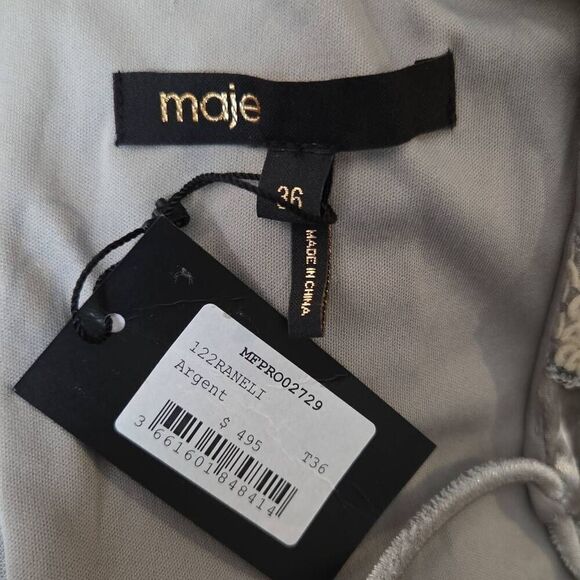 maje
36
MADE IN CHINA
MFPRO02729
122RANELI
Argent
$ 495
T36
3 661601 848414